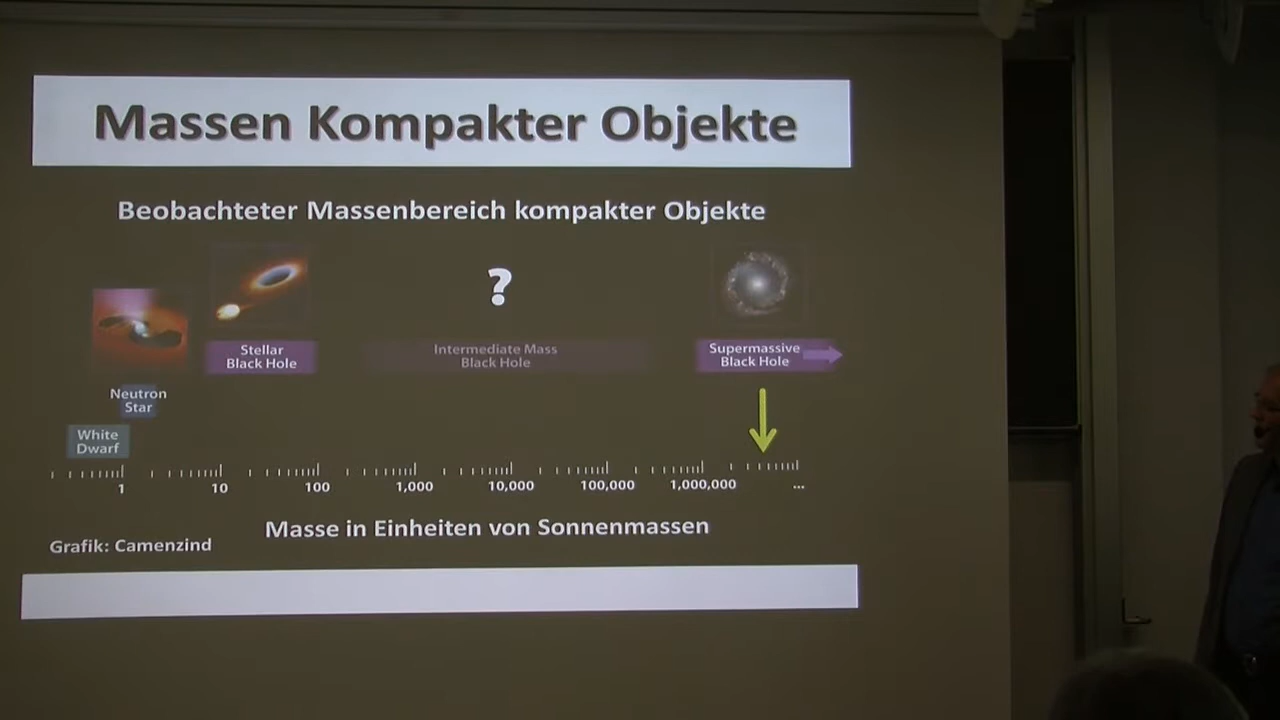 Massen Kompakter Objekte
Beobachteter Massenbereich kompakter Objekte
?
Stellar
Black Hole
Intermediate Mass
Black Hole
Supermassive
Black Hole
Neutron
Star
White
Dwarf
1 10 100 1,000 10,000 100,000 1,000,000 ...
Masse in Einheiten von Sonnenmassen
Grafik: Camenzind